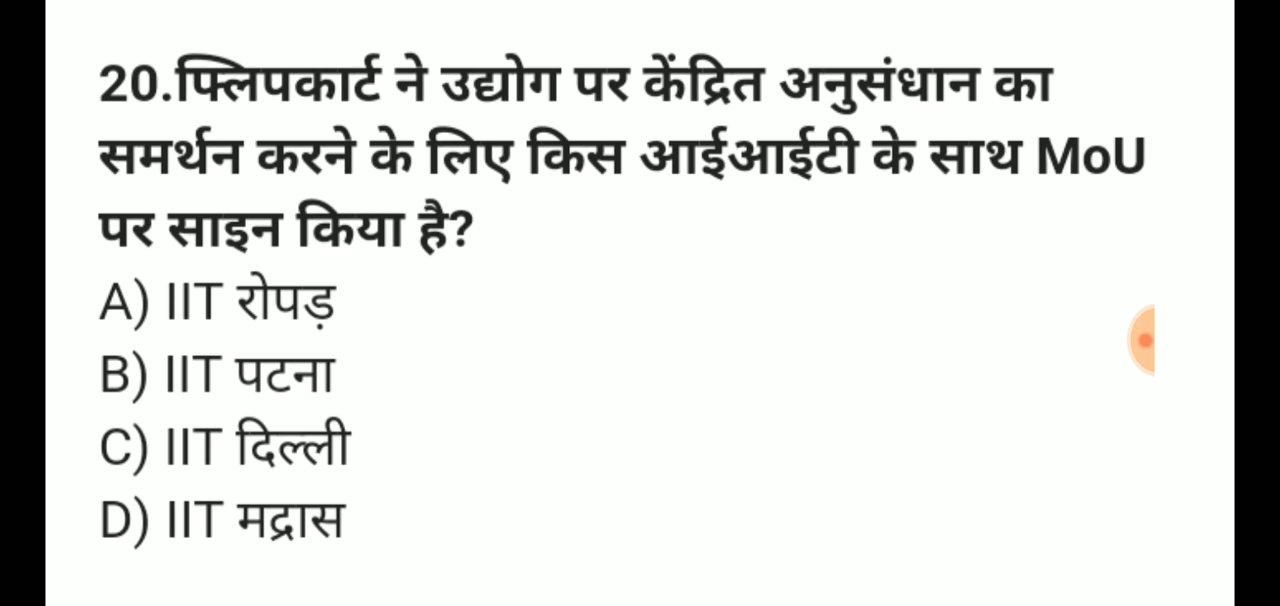 20.फ्लिपकार्ट ने उद्योग पर केंद्रित अनुसंधान का
समर्थन करने के लिए किस आईआईटी के साथ MoU
पर साइन किया है?
A) IIT रोपड़
B) IIT पटना
C) IIT दिल्ली
D) IIT मद्रास